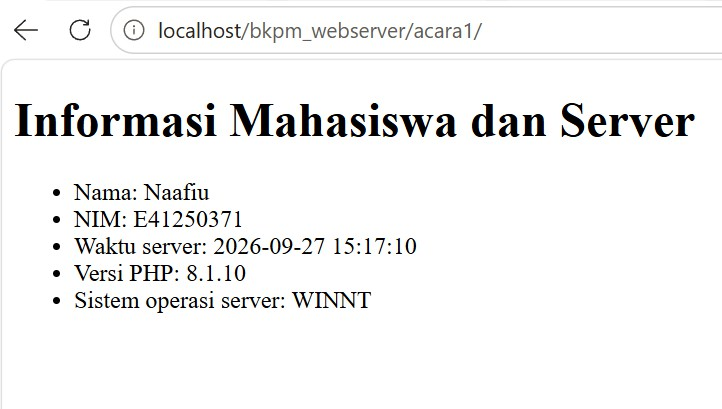 localhost/bkpm_webserver/acara1/
Informasi Mahasiswa dan Server
Nama: Naafiu
NIM: E41250371
Waktu server: 2026-09-27 15:17:10
Versi PHP: 8.1.10
Sistem operasi server: WINNT